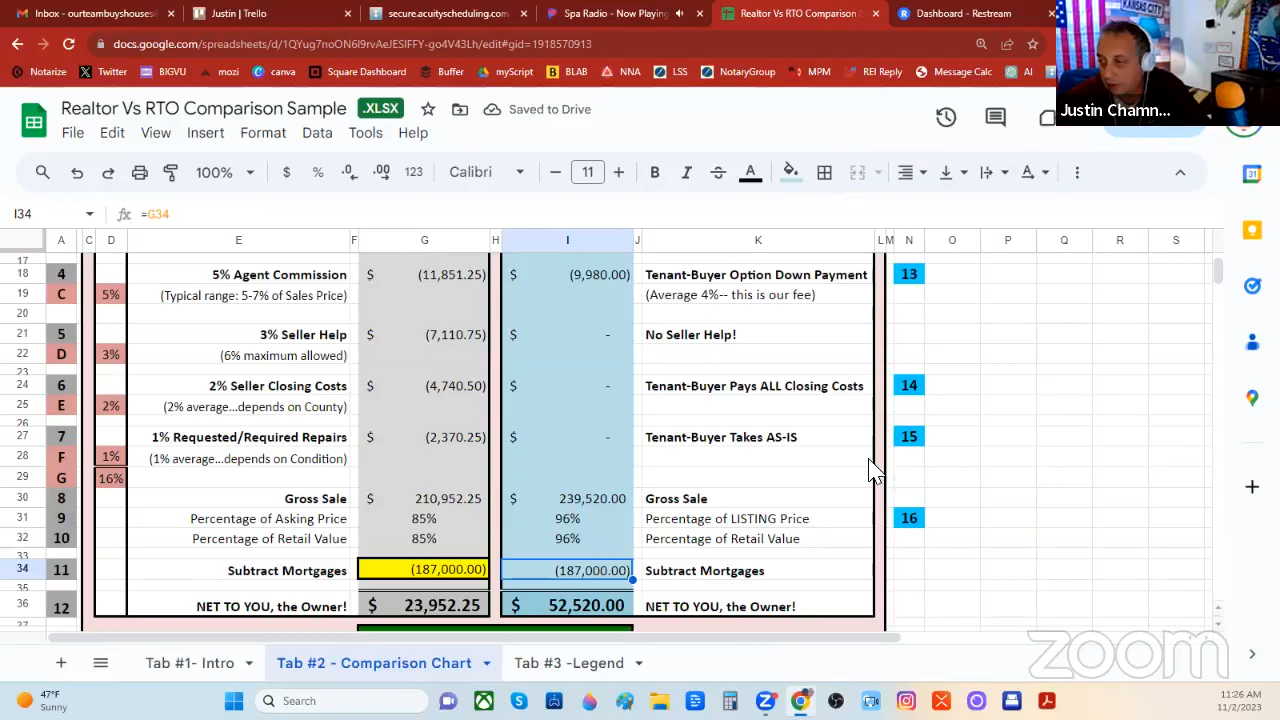 outteambuyhousesi
Justin | Trello
secure.acuityscheduling.com
Spa Radio - Now Playing
Realtor Vs RTO Comparison S
Dashboard - Restream
docs.google.com/spreadsheets/d/1QYug7noON6I9rvAeJESIFFY-go4V43Lh/edit#gid=1918570913
Notarize Twitter BIGVU mozi canva Square Dashboard Buffer myScript BLAB NNA LSS NotaryGroup MPM REI Reply Message Calc AI
Justin Chamn...
Realtor Vs RTO Comparison Sample .XLSX Saved to Drive
File Edit View Insert Format Data Tools Help
100% $ % .0 .00 123 Calibri 11 B I A
I34 fx =G34
A C D E F G H I J K L M N O P Q R S
17
18 4 5% Agent Commission $ (11,851.25) $ (9,980.00) Tenant-Buyer Option Down Payment 13
19 C 5% (Typical range: 5-7% of Sales Price) (Average 4%-- this is our fee)
20
21 5 3% Seller Help $ (7,110.75) $ - No Seller Help!
22 D 3% (6% maximum allowed)
23
24 6 2% Seller Closing Costs $ (4,740.50) $ - Tenant-Buyer Pays ALL Closing Costs 14
25 E 2% (2% average...depends on County)
26
27 7 1% Requested/Required Repairs $ (2,370.25) $ - Tenant-Buyer Takes AS-IS 15
28 F 1% (1% average...depends on Condition)
29 G 16%
30 8 Gross Sale $ 210,952.25 $ 239,520.00 Gross Sale
31 9 Percentage of Asking Price 85% 96% Percentage of LISTING Price 16
32 10 Percentage of Retail Value 85% 96% Percentage of Retail Value
33
34 11 Subtract Mortgages (187,000.00) (187,000.00) Subtract Mortgages
35
36 12 NET TO YOU, the Owner! $ 23,952.25 $ 52,520.00 NET TO YOU, the Owner!
37
Tab #1- Intro Tab #2 - Comparison Chart Tab #3 -Legend
zoom
47°F
Sunny
Search
11:26 AM
11/2/2023